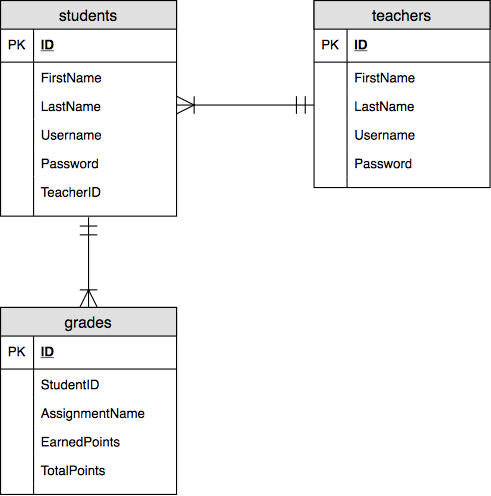 students
PK ID
FirstName
LastName
Username
Password
TeacherID
teachers
PK ID
FirstName
LastName
Username
Password
grades
PK ID
StudentID
AssignmentName
EarnedPoints
TotalPoints